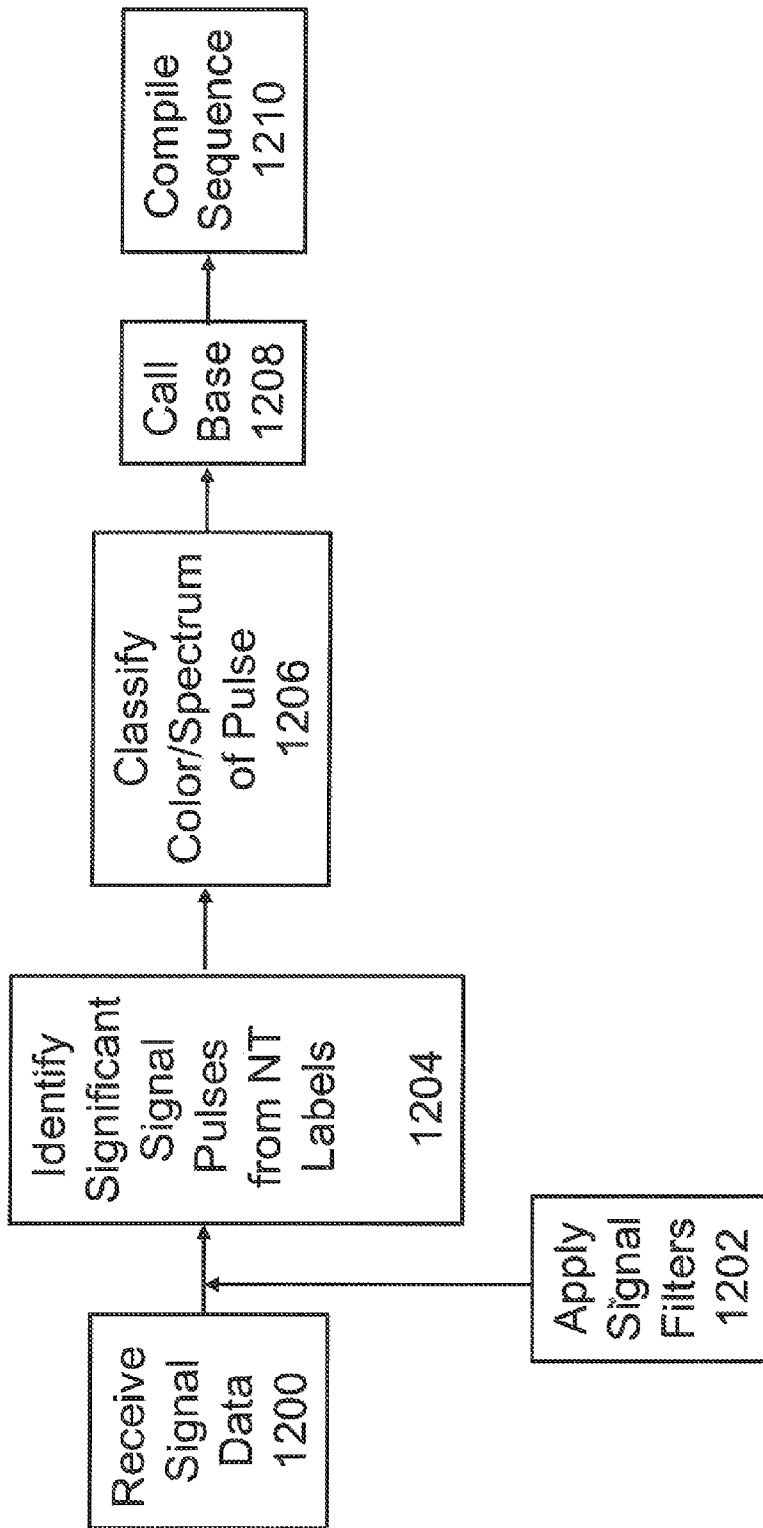 Receive
Signal
Data
1200
Apply
Signal
Filters
1202
Identify
Significant
Signal
Pulses
from NT
Labels
1204
Classify
Color/Spectrum
of Pulse
1206
Call
Base
1208
Compile
Sequence
1210